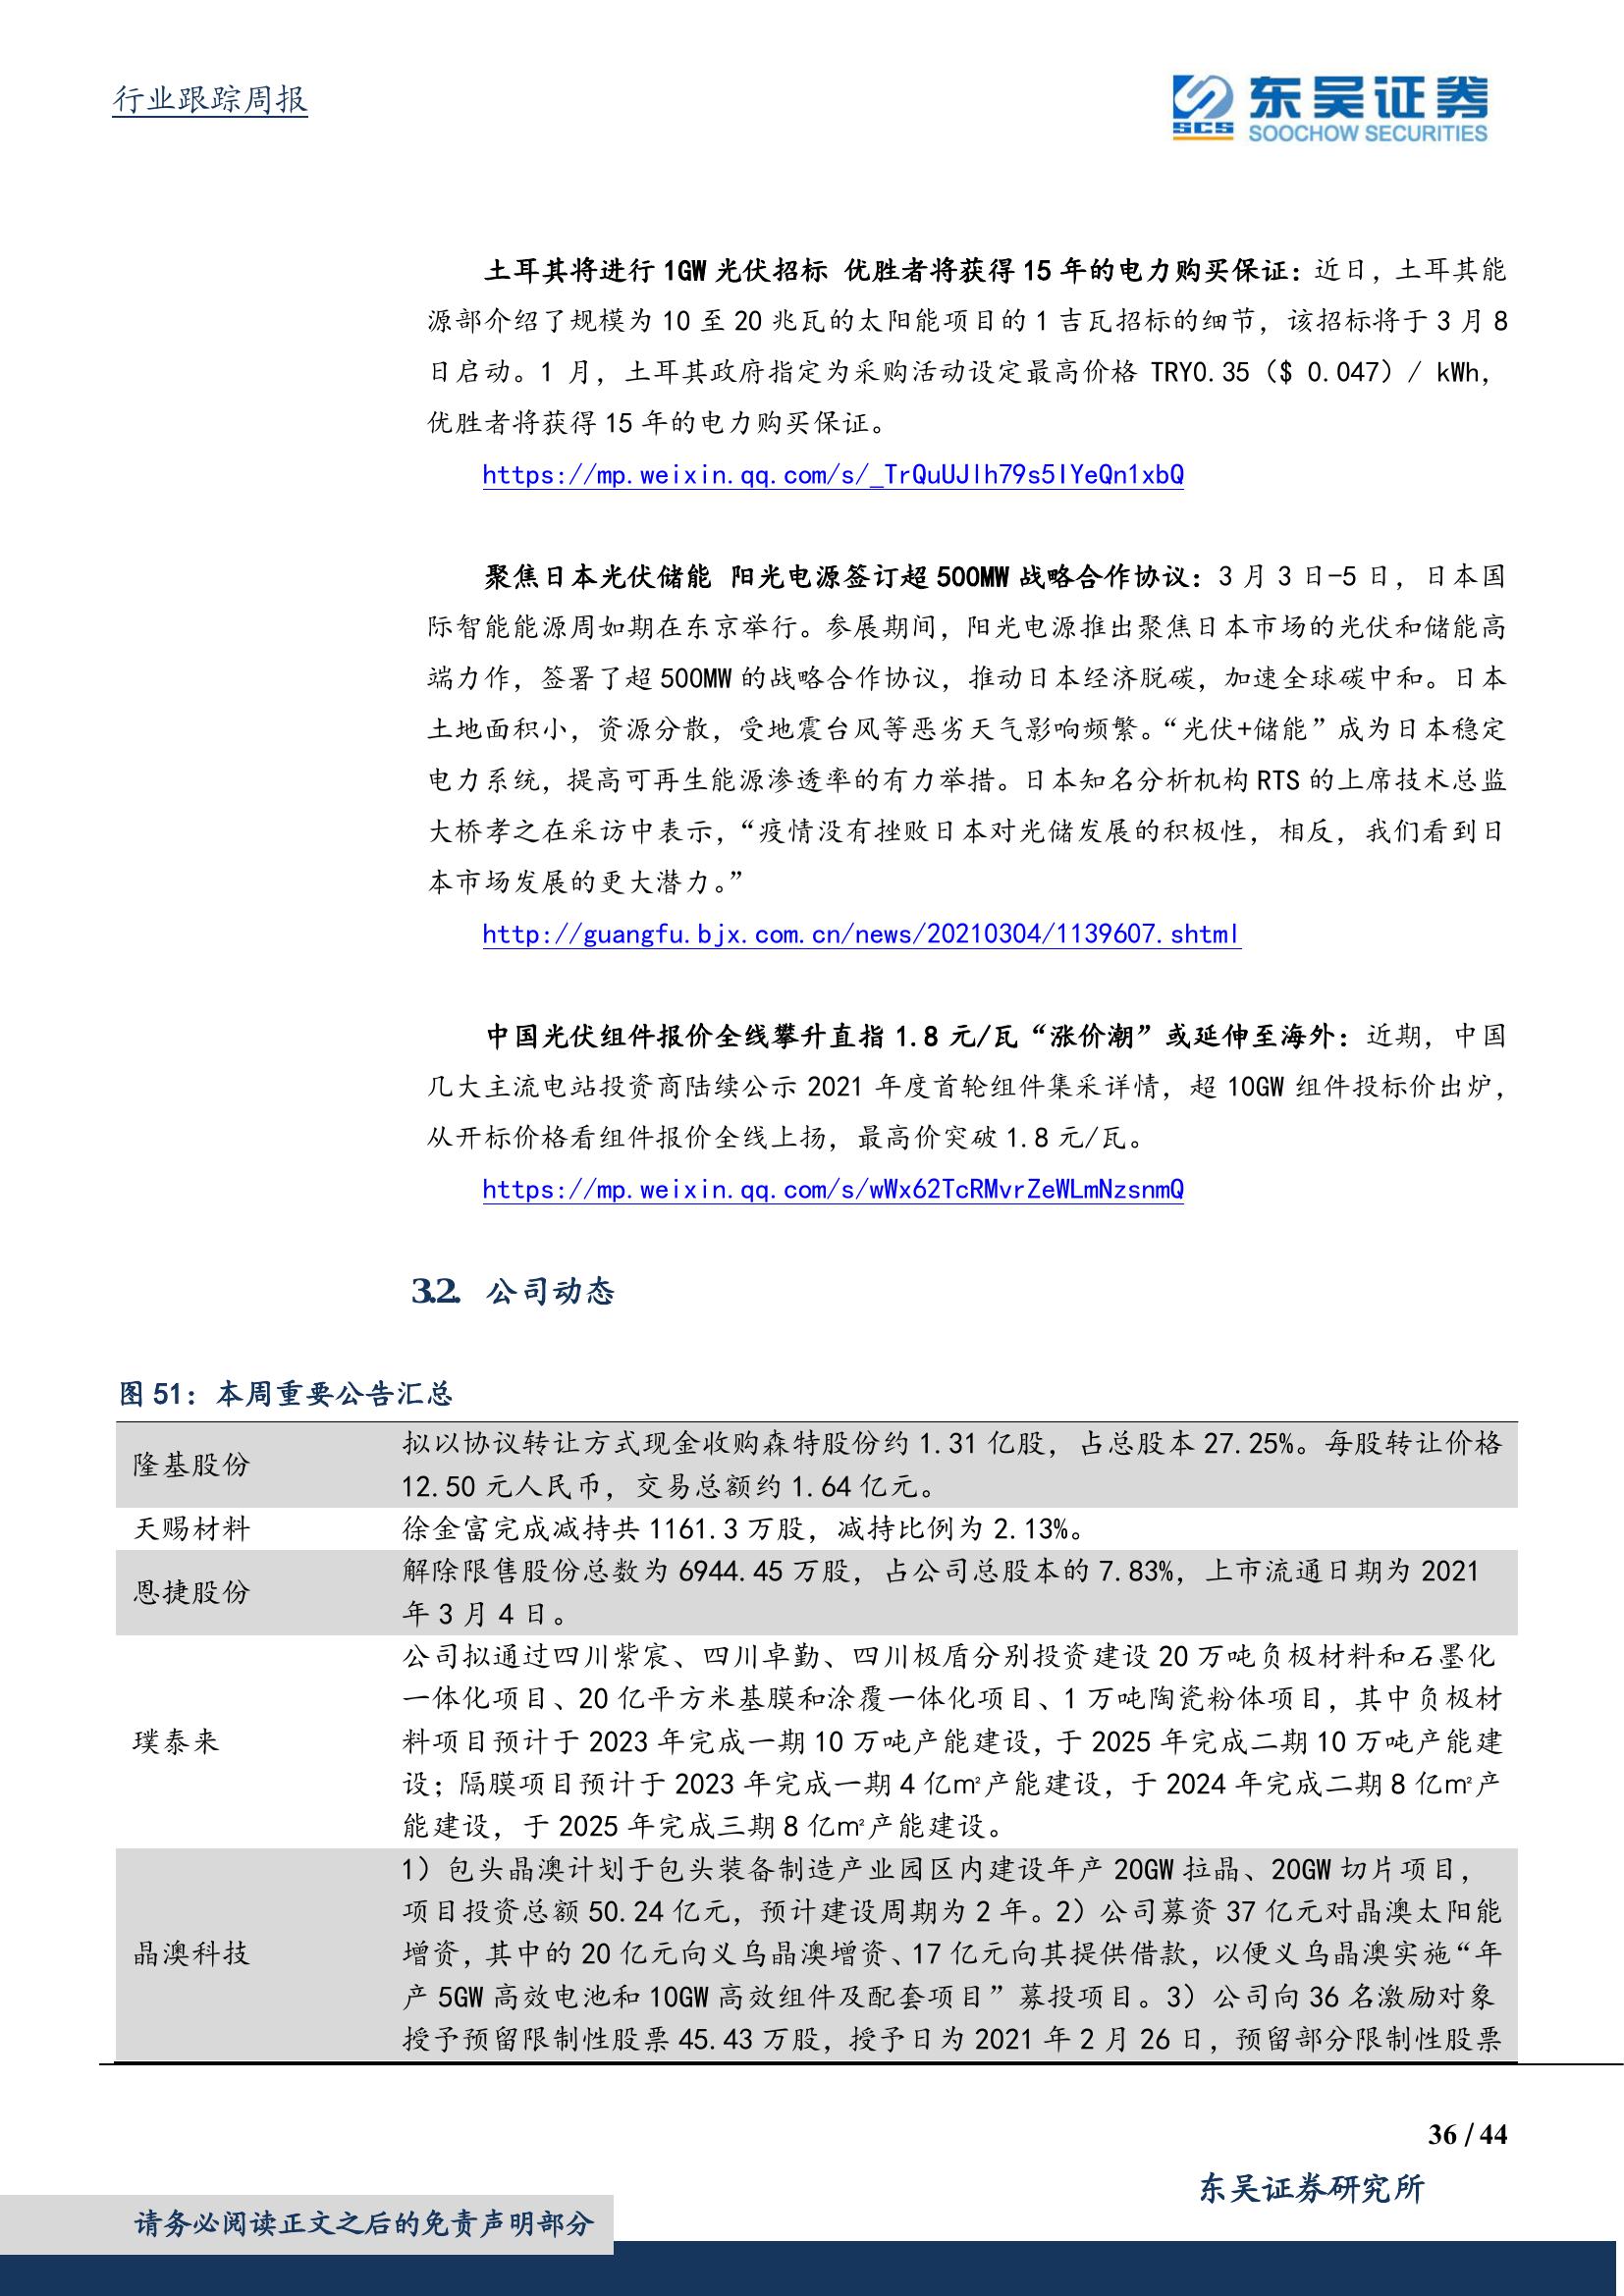 行业跟踪周报
SCS
东吴证券
SOOCHOW SECURITIES
土耳其将进行 1GW 光伏招标 优胜者将获得 15 年的电力购买保证：近日，土耳其能
源部介绍了规模为 10 至 20 兆瓦的太阳能项目的 1 吉瓦招标的细节，该招标将于 3 月 8
日启动。1 月，土耳其政府指定为采购活动设定最高价格 TRY0.35（$ 0.047）/ kWh，
优胜者将获得 15 年的电力购买保证。
https://mp.weixin.qq.com/s/_TrQuUJlh79s5IYeQn1xbQ
聚焦日本光伏储能 阳光电源签订超 500MW 战略合作协议：3 月 3 日-5 日，日本国
际智能能源周如期在东京举行。参展期间，阳光电源推出聚焦日本市场的光伏和储能高
端力作，签署了超 500MW 的战略合作协议，推动日本经济脱碳，加速全球碳中和。日本
土地面积小，资源分散，受地震台风等恶劣天气影响频繁。“光伏+储能”成为日本稳定
电力系统，提高可再生能源渗透率的有力举措。日本知名分析机构 RTS 的上席技术总监
大桥孝之在采访中表示，“疫情没有挫败日本对光储发展的积极性，相反，我们看到日
本市场发展的更大潜力。”
http://guangfu.bjx.com.cn/news/20210304/1139607.shtml
中国光伏组件报价全线攀升直指 1.8 元/瓦“涨价潮”或延伸至海外：近期，中国
几大主流电站投资商陆续公示 2021 年度首轮组件集采详情，超 10GW 组件投标价出炉，
从开标价格看组件报价全线上扬，最高价突破 1.8 元/瓦。
https://mp.weixin.qq.com/s/wWx62TcRMvrZeWLmNzsnmQ
3.2. 公司动态
图 51：本周重要公告汇总
隆基股份
拟以协议转让方式现金收购森特股份约 1.31 亿股，占总股本 27.25%。每股转让价格
12.50 元人民币，交易总额约 1.64 亿元。
天赐材料
徐金富完成减持共 1161.3 万股，减持比例为 2.13%。
恩捷股份
解除限售股份总数为 6944.45 万股，占公司总股本的 7.83%，上市流通日期为 2021
年 3 月 4 日。
璞泰来
公司拟通过四川紫宸、四川卓勤、四川极盾分别投资建设 20 万吨负极材料和石墨化
一体化项目、20 亿平方米基膜和涂覆一体化项目、1 万吨陶瓷粉体项目，其中负极材
料项目预计于 2023 年完成一期 10 万吨产能建设，于 2025 年完成二期 10 万吨产能建
设；隔膜项目预计于 2023 年完成一期 4 亿㎡产能建设，于 2024 年完成二期 8 亿㎡产
能建设，于 2025 年完成三期 8 亿㎡产能建设。
晶澳科技
1）包头晶澳计划于包头装备制造产业园区内建设年产 20GW 拉晶、20GW 切片项目，
项目投资总额 50.24 亿元，预计建设周期为 2 年。2）公司募资 37 亿元对晶澳太阳能
增资，其中的 20 亿元向义乌晶澳增资、17 亿元向其提供借款，以便义乌晶澳实施“年
产 5GW 高效电池和 10GW 高效组件及配套项目”募投项目。3）公司向 36 名激励对象
授予预留限制性股票 45.43 万股，授予日为 2021 年 2 月 26 日，预留部分限制性股票
36 / 44
东吴证券研究所
请务必阅读正文之后的免责声明部分